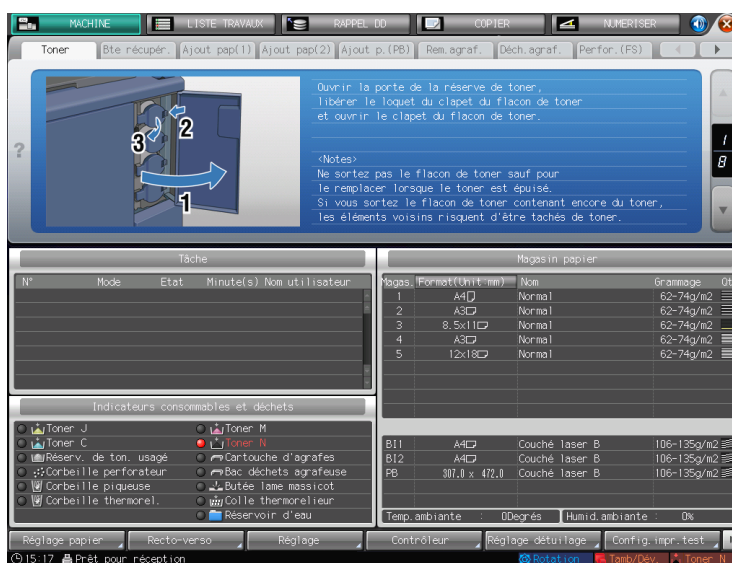 MACHINE LISTE TRAVAUX RAPPEL DD COPIER NUMERISER
Toner Bte récupér. Ajout pap(1) Ajout pap(2) Ajout p.(PB) Rem.agraf. Déch.agraf. Perfor.(FS)
Ouvrir la porte de la réserve de toner,
libérer le loquet du clapet du flacon de toner
et ouvrir le clapet du flacon de toner.
<Notes>
Ne sortez pas le flacon de toner sauf pour
le remplacer lorsque le toner est épuisé.
Si vous sortez le flacon de toner contenant encore du toner,
les éléments voisins risquent d'être tachés de toner.
?
1
2
3
1
8
Tâche
N° Mode Etat Minute(s) Nom utilisateur
Magasin papier
Magas. Format(Unit:mm) Nom Grammage Qt
1 A4 Normal 62-74g/m2
2 A3 Normal 62-74g/m2
3 8.5x11 Normal 62-74g/m2
4 A3 Normal 62-74g/m2
5 12x18 Normal 62-74g/m2
BI1 A4 Couché laser B 106-135g/m2
BI2 A4 Couché laser B 106-135g/m2
PB 307.0 x 472.0 Couché laser B 106-135g/m2
Indicateurs consommables et déchets
Toner J Toner M
Toner C Toner N
Réserv. de ton. usagé Cartouche d'agrafes
Corbeille perforateur Bac déchets agrafeuse
Corbeille piqueuse Butée lame massicot
Corbeille thermorel. Colle thermorelieur
Réservoir d'eau
Temp.ambiante : 0Degrés Humid.ambiante : 0%
Réglage papier Recto-verso Réglage Contrôleur Réglage détuilage Config.impr.test
15:17 Prêt pour réception Rotation Tamb/Dév. Toner N